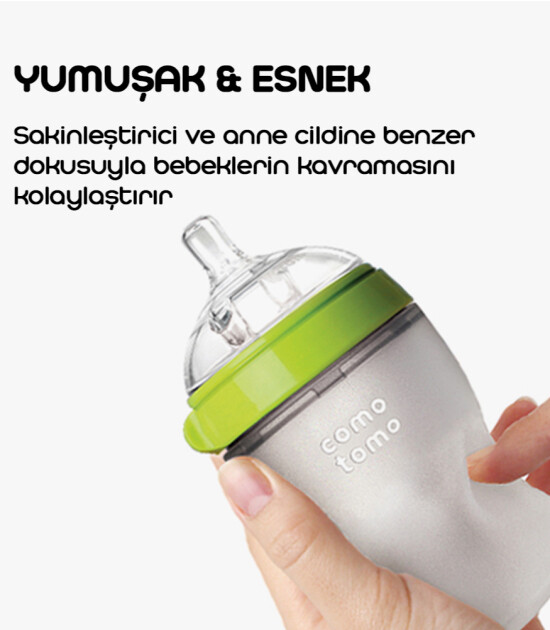 YUMUŞAK & ESNEK
Sakinleştirici ve anne cildine benzer
dokusuyla bebeklerin kavramasını
kolaylaştırır
como
tomo